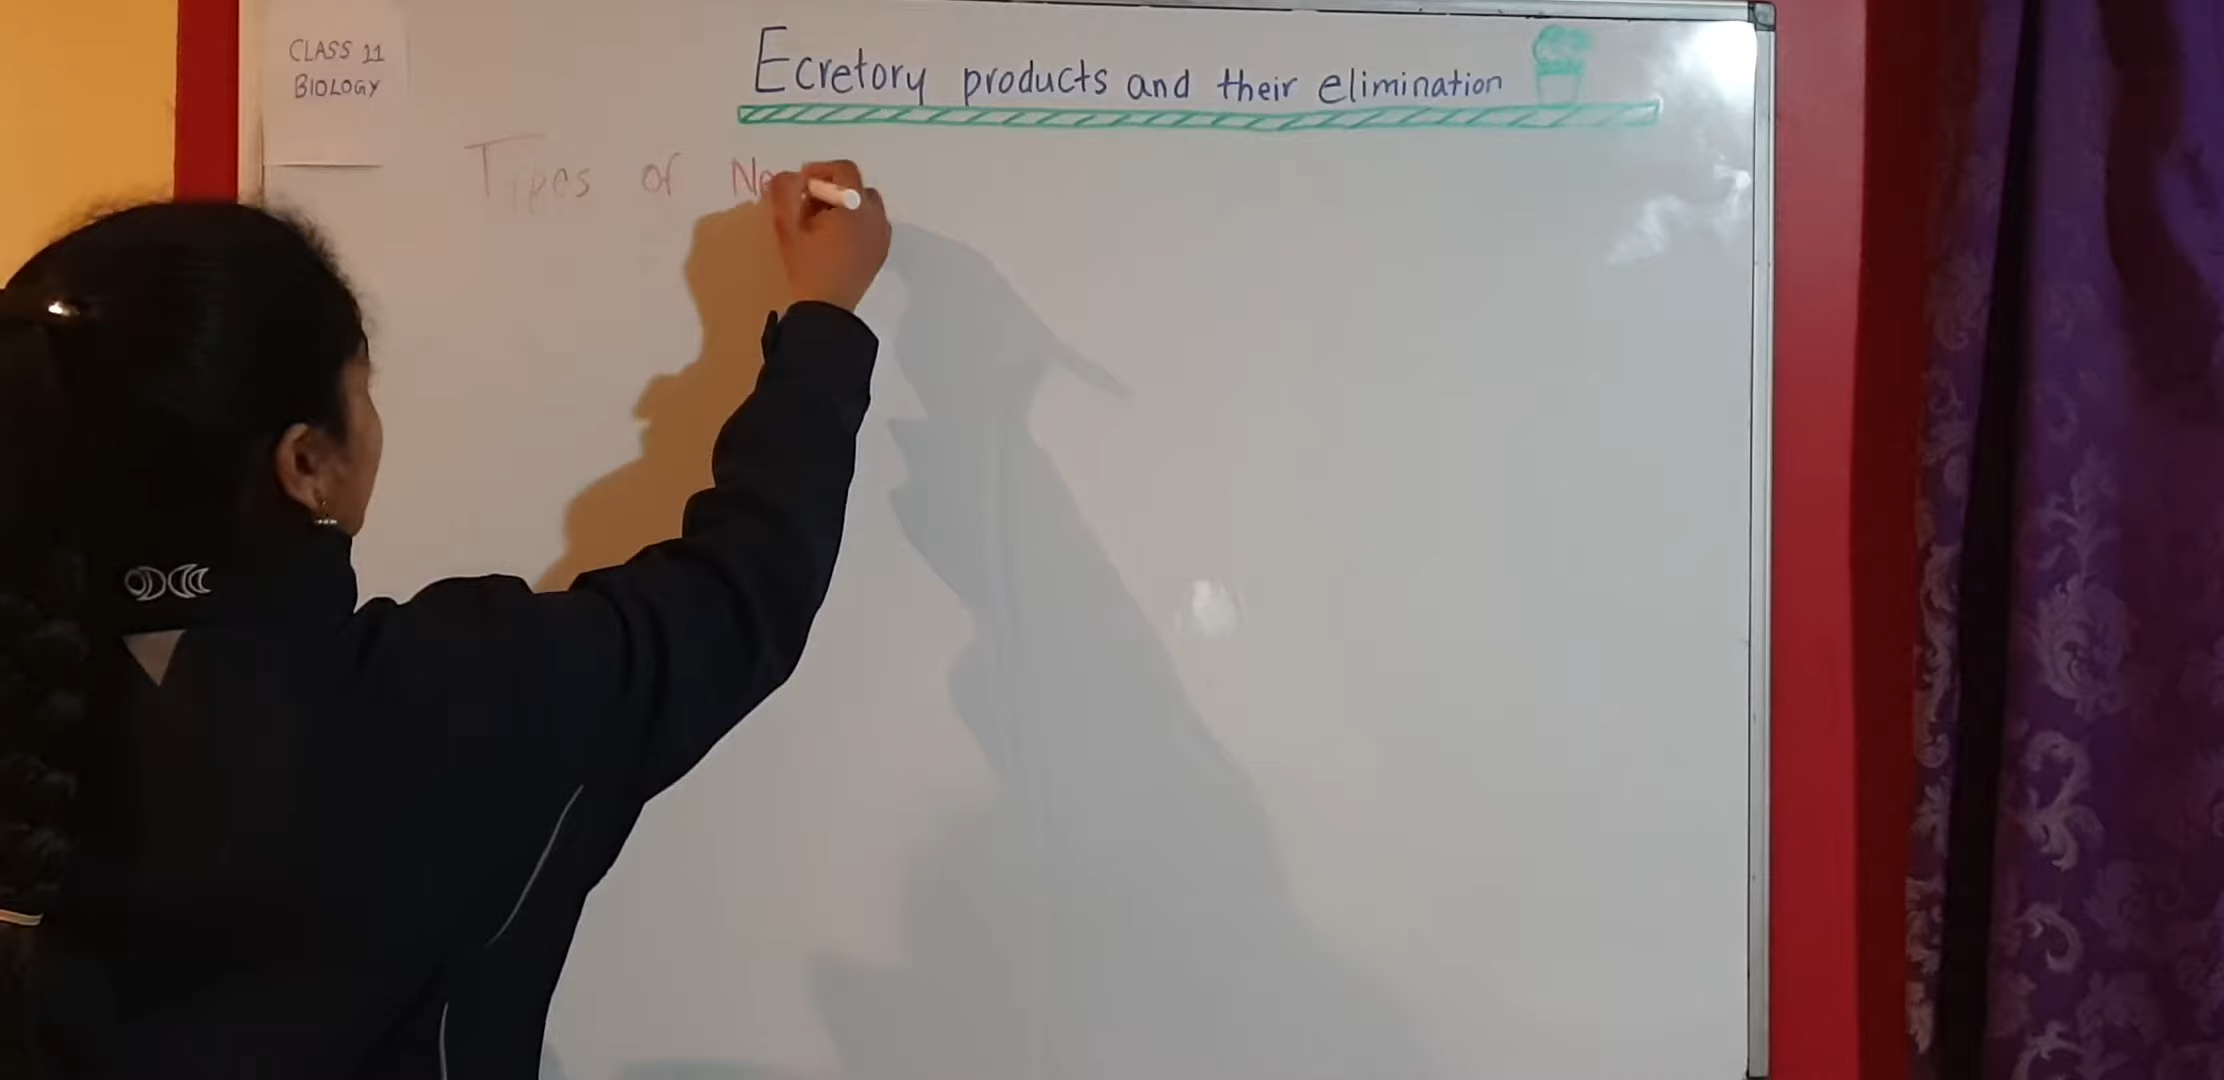 CLASS 11
BIOLOGY
Ecretory products and their elimination
Types of Ne